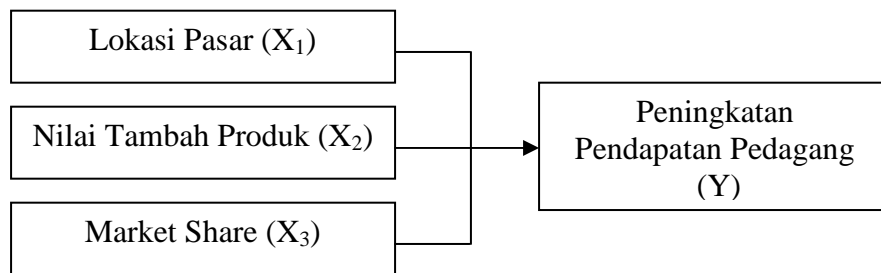 Lokasi Pasar (X₁)
Nilai Tambah Produk (X₂)
Market Share (X₃)
Peningkatan
Pendapatan Pedagang
(Y)